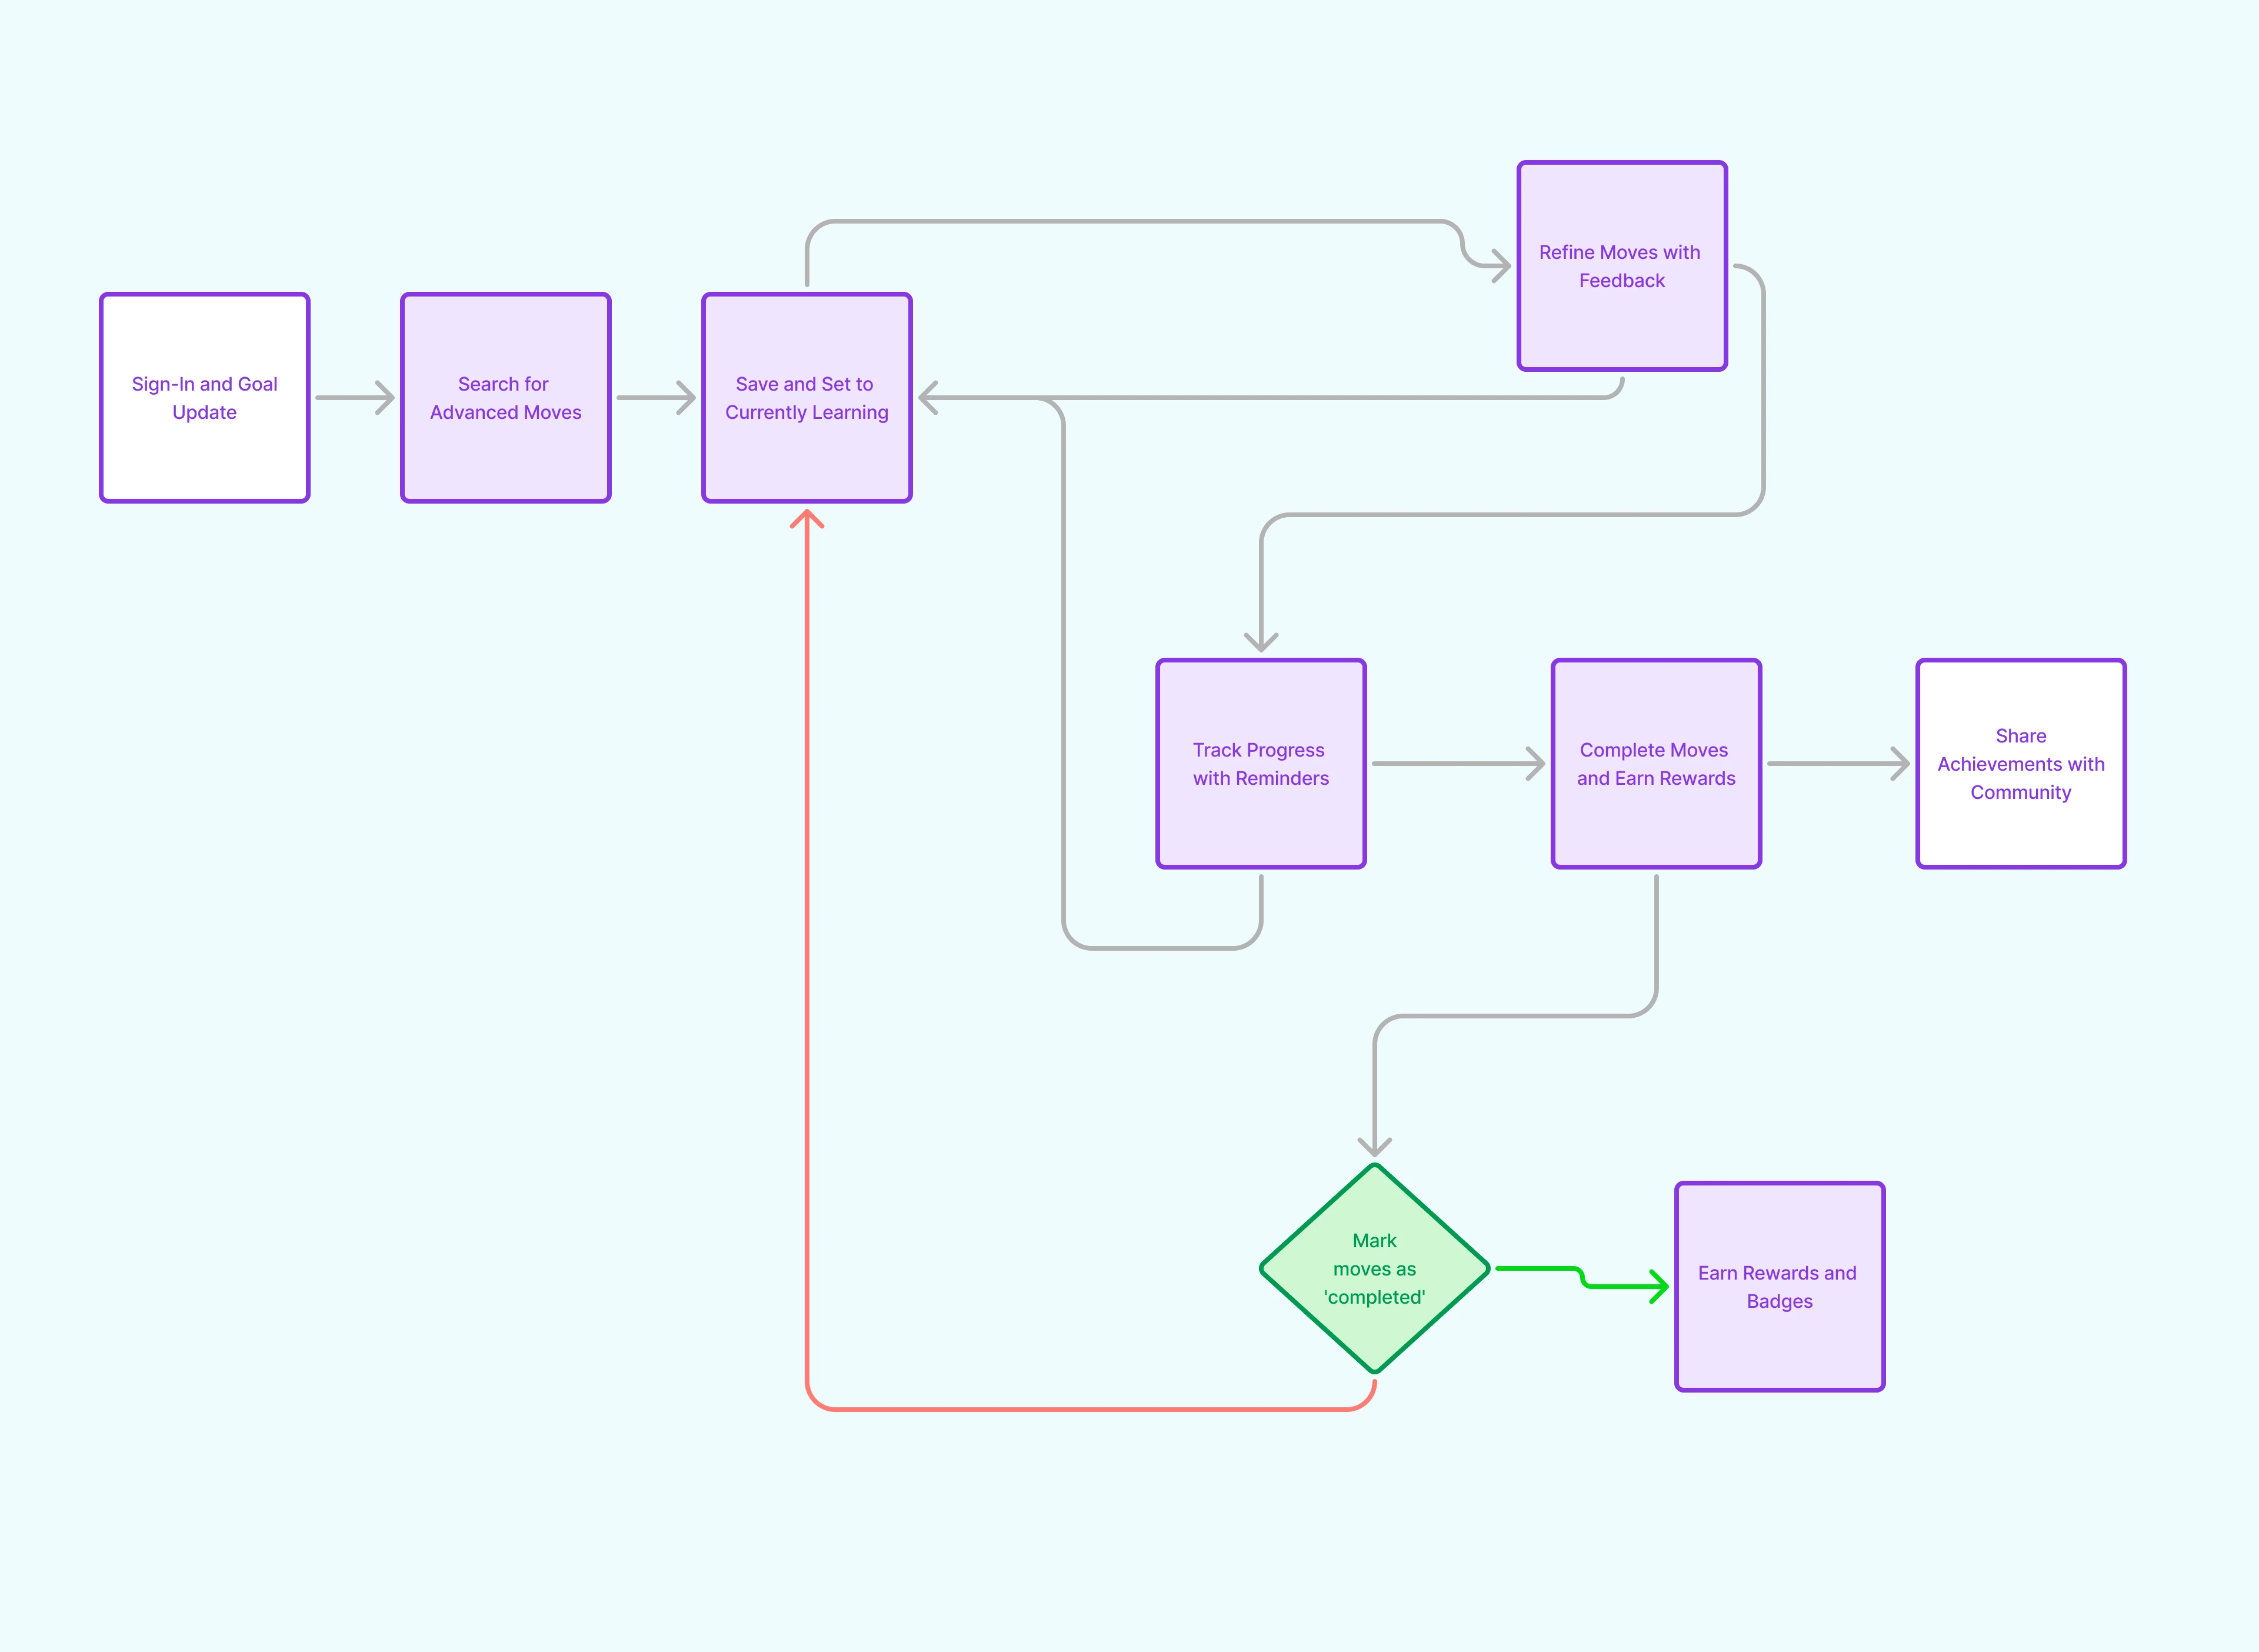 Sign-In and Goal
Update
Search for
Advanced Moves
Save and Set to
Currently Learning
Refine Moves with
Feedback
Track Progress
with Reminders
Complete Moves
and Earn Rewards
Share
Achievements with
Community
Mark
moves as
'completed'
Earn Rewards and
Badges